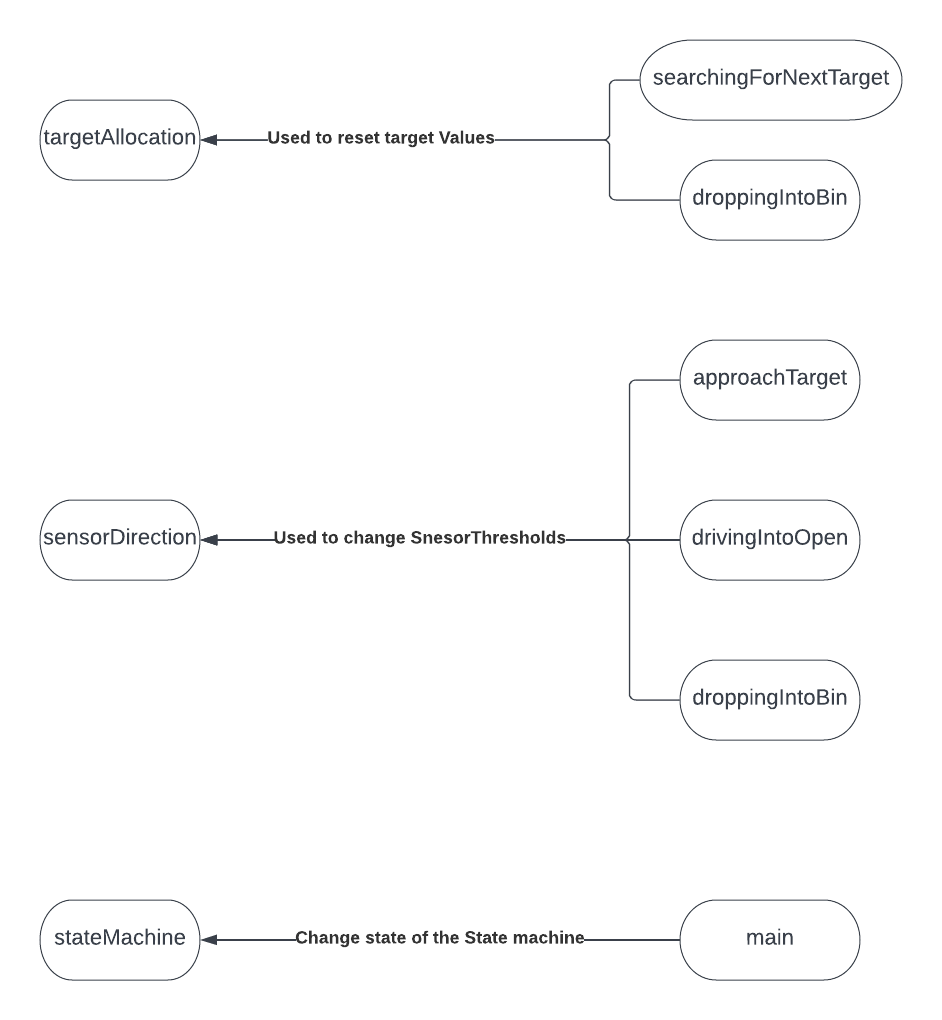 searchingForNextTarget
targetAllocation
Used to reset target Values
droppingIntoBin
approachTarget
sensorDirection
Used to change SnesorThresholds
drivingIntoOpen
droppingIntoBin
stateMachine
Change state of the State machine
main